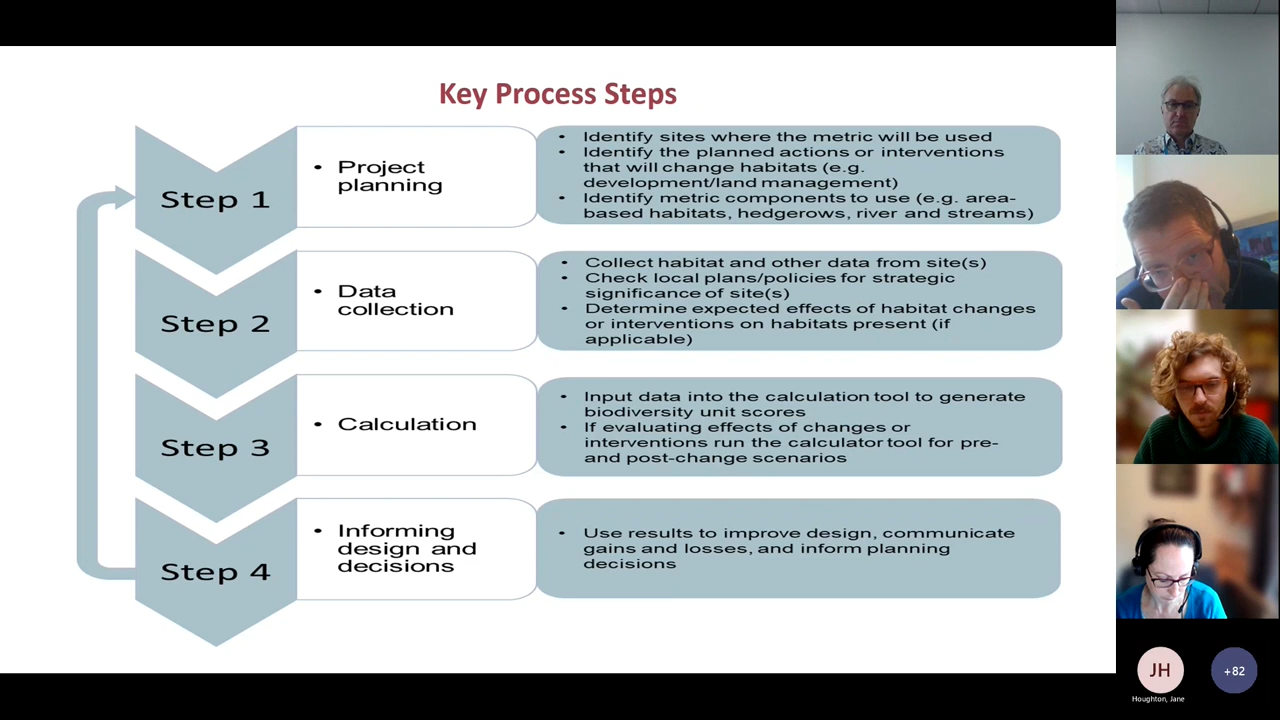 Key Process Steps
Step 1
• Project
planning
• Identify sites where the metric will be used
• Identify the planned actions or interventions
that will change habitats (e.g.
development/land management)
• Identify metric components to use (e.g. area-
based habitats, hedgerows, river and streams)
Step 2
• Data
collection
• Collect habitat and other data from site(s)
• Check local plans/policies for strategic
significance of site(s)
• Determine expected effects of habitat changes
or interventions on habitats present (if
applicable)
Step 3
• Calculation
• Input data into the calculation tool to generate
biodiversity unit scores
• If evaluating effects of changes or
interventions run the calculator tool for pre-
and post-change scenarios
Step 4
• Informing
design and
decisions
• Use results to improve design, communicate
gains and losses, and inform planning
decisions
JH
Houghton, Jane
+82